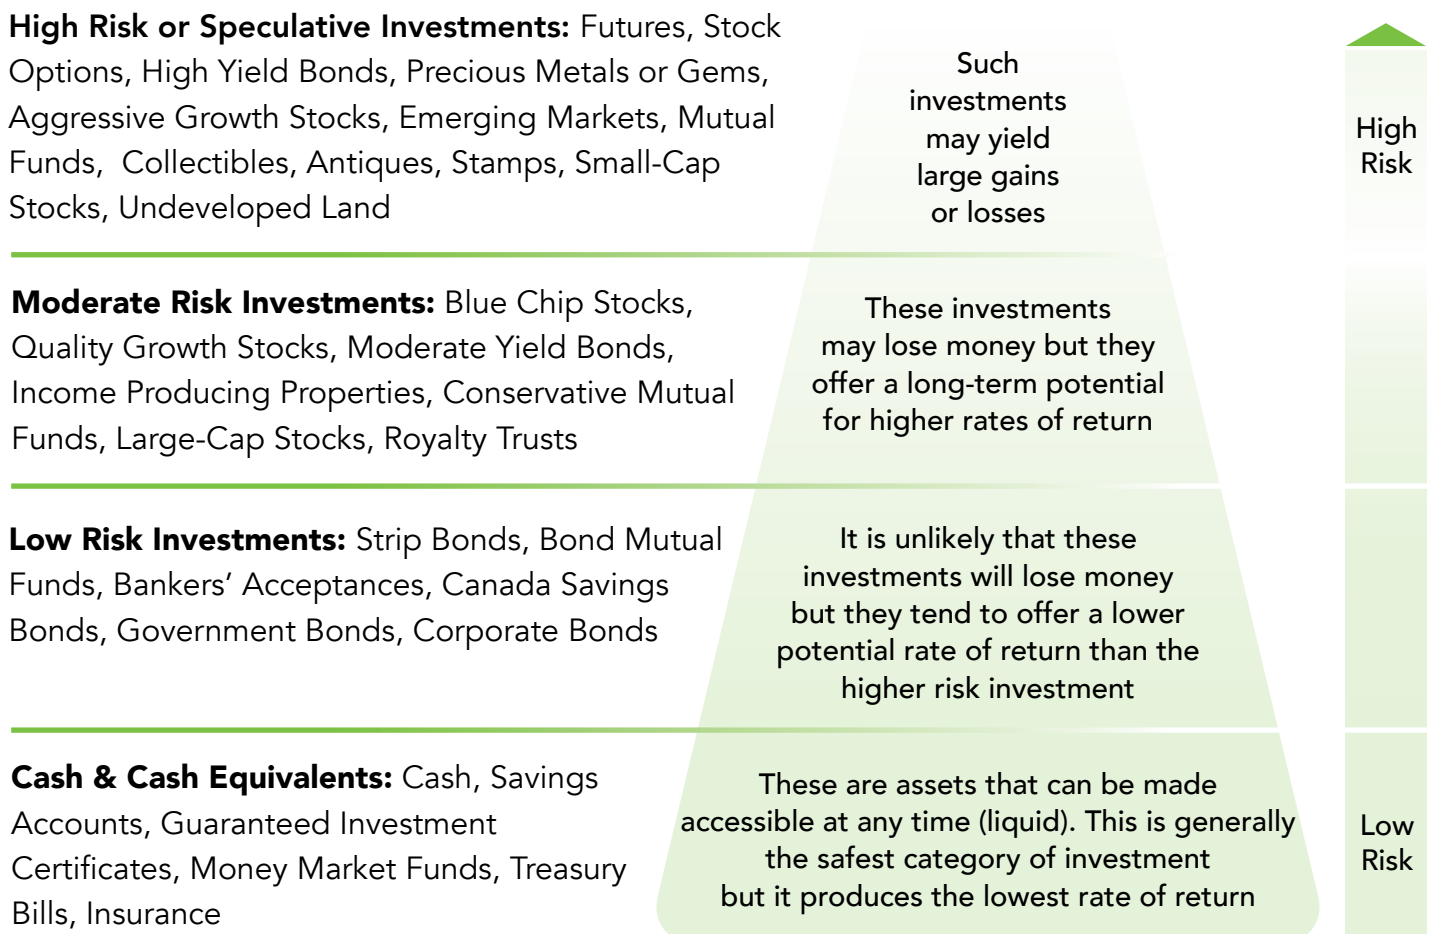 High Risk or Speculative Investments: Futures, Stock
Options, High Yield Bonds, Precious Metals or Gems,
Aggressive Growth Stocks, Emerging Markets, Mutual
Funds,  Collectibles, Antiques, Stamps, Small-Cap
Stocks, Undeveloped Land
Such
investments
may yield
large gains
or losses
High
Risk
Moderate Risk Investments: Blue Chip Stocks,
Quality Growth Stocks, Moderate Yield Bonds,
Income Producing Properties, Conservative Mutual
Funds, Large-Cap Stocks, Royalty Trusts
These investments
may lose money but they
offer a long-term potential
for higher rates of return
Low Risk Investments: Strip Bonds, Bond Mutual
Funds, Bankers’ Acceptances, Canada Savings
Bonds, Government Bonds, Corporate Bonds
It is unlikely that these
investments will lose money
but they tend to offer a lower
potential rate of return than the
higher risk investment
Cash & Cash Equivalents: Cash, Savings
Accounts, Guaranteed Investment
Certificates, Money Market Funds, Treasury
Bills, Insurance
These are assets that can be made
accessible at any time (liquid). This is generally
the safest category of investment
but it produces the lowest rate of return
Low
Risk